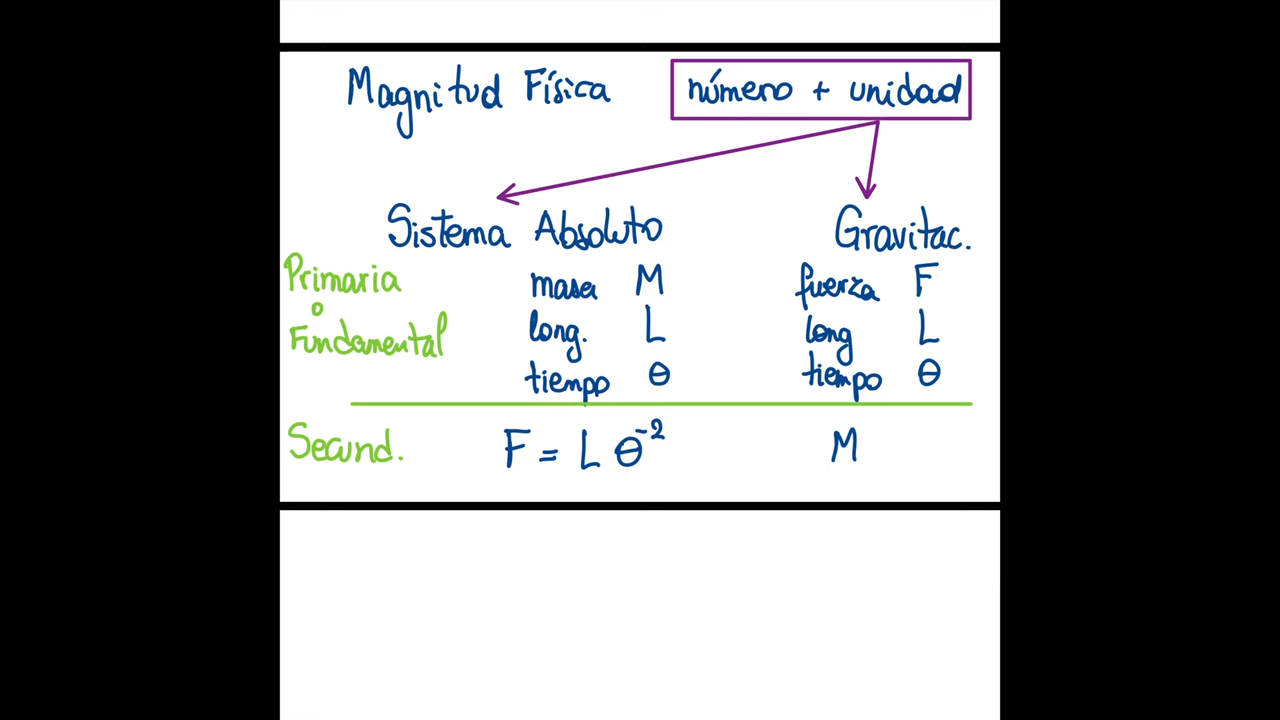 Magnitud Física número + unidad
Sistema Absoluto Gravitac.
Primaria masa M fuerza F
o
Fundamental long. L long L
tiempo θ tiempo θ
Secund. F = L θ⁻² M